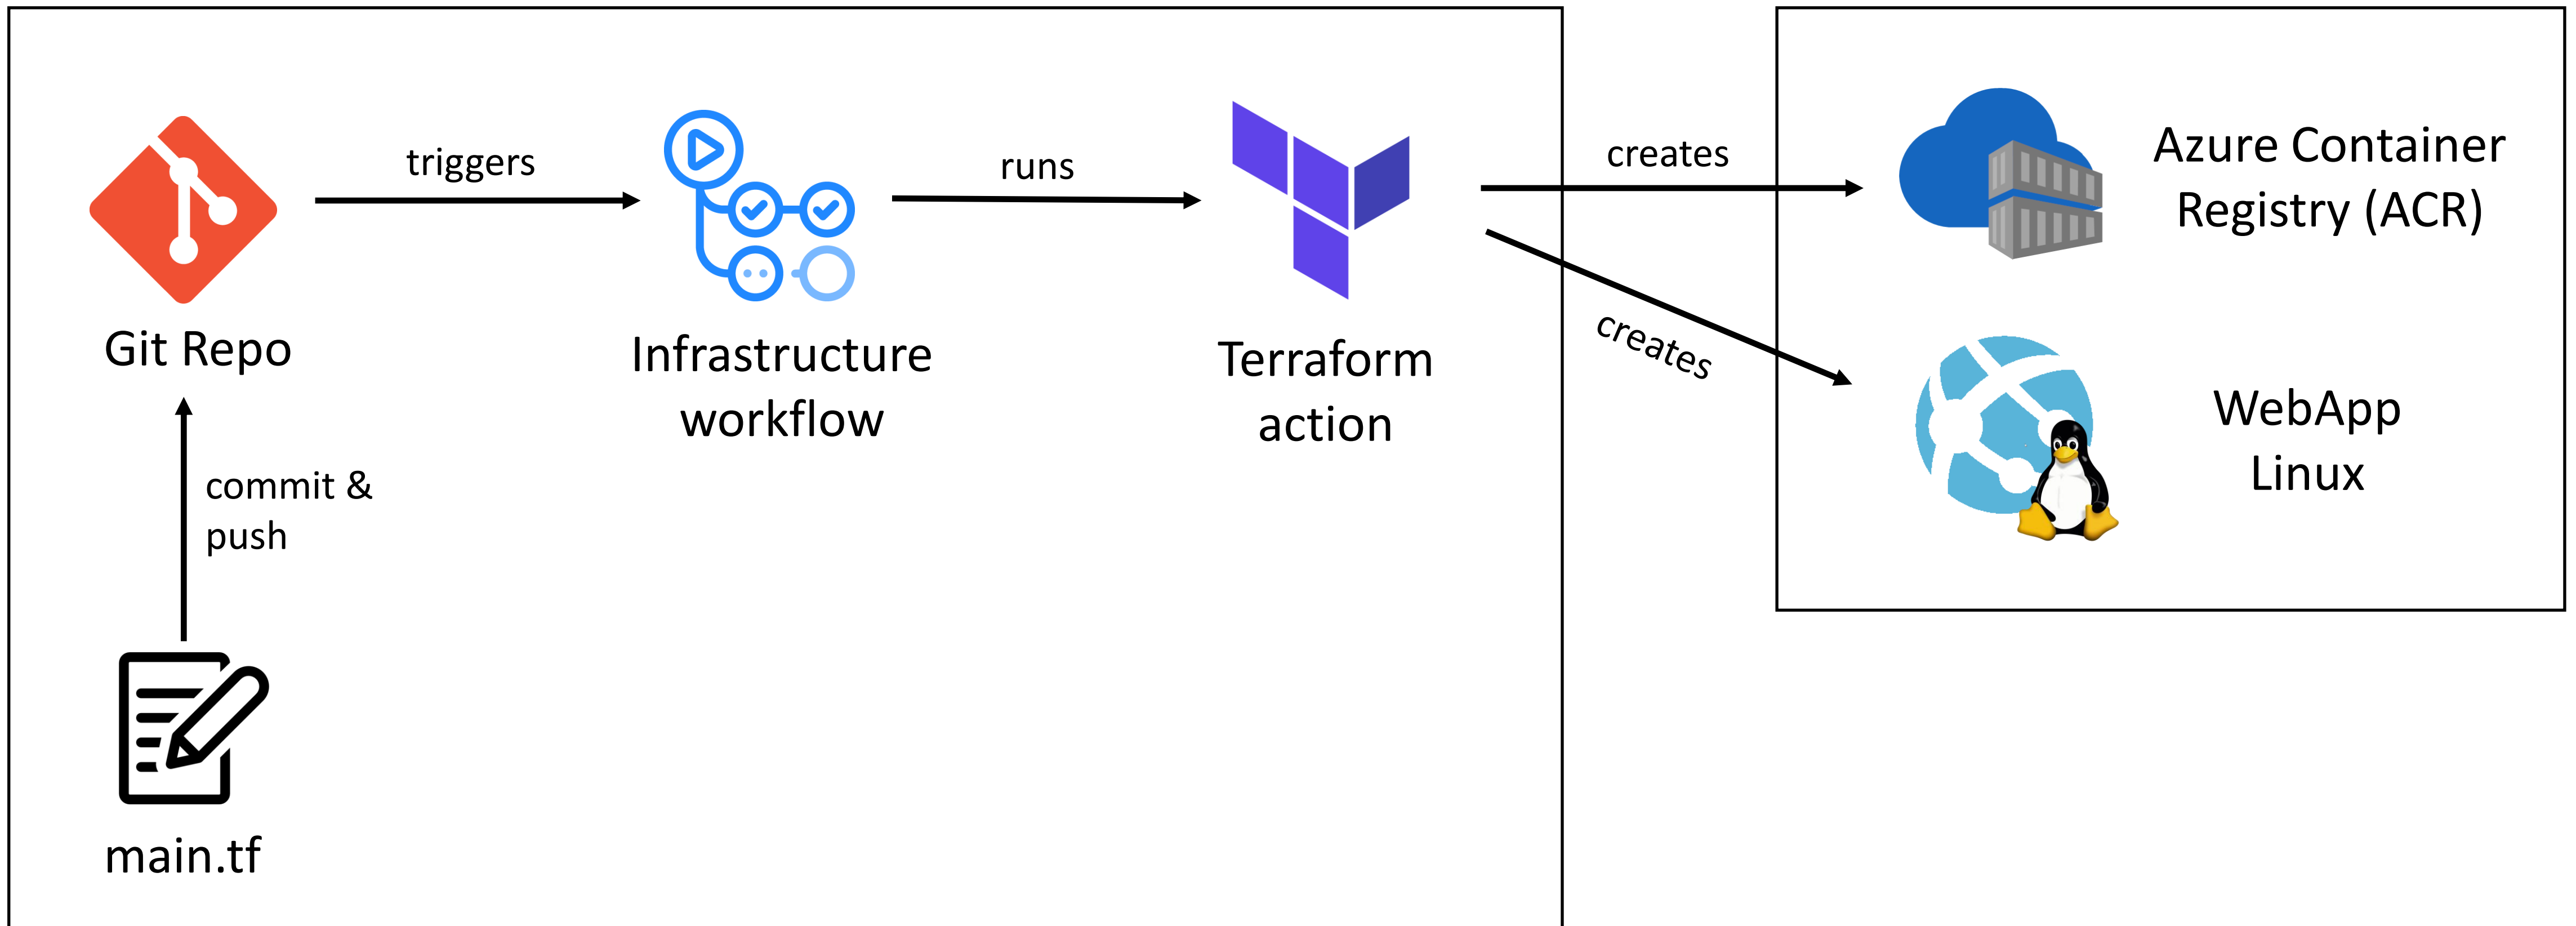 triggers
runs
creates
Azure Container
Registry (ACR)
Git Repo
Infrastructure
workflow
Terraform
action
creates
WebApp
Linux
commit &
push
main.tf